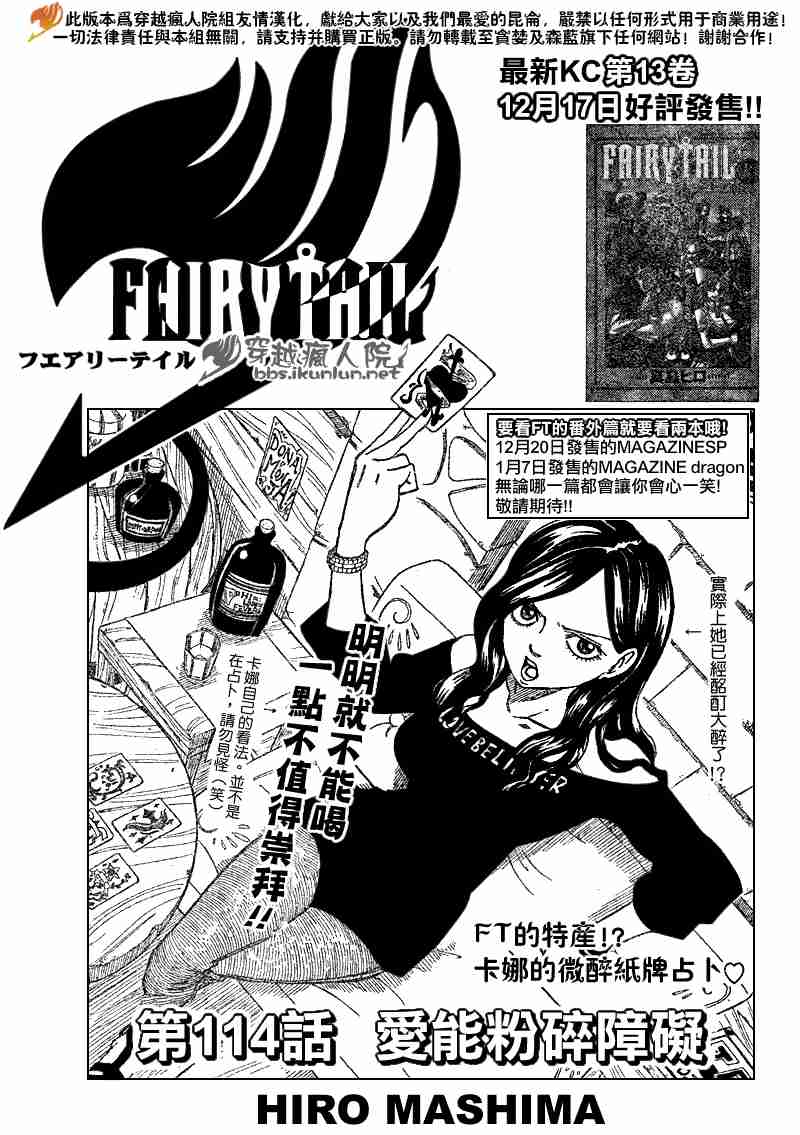 此版本爲穿越瘋人院組友情漢化，獻給大家以及我們最愛的昆侖，嚴禁以任何形式用于商業用途！
一切法律責任與本組無關，請支持并購買正版。請勿轉載至貪婪及森藍旗下任何網站！謝謝合作！
最新KC第13卷
12月17日好評發售!!
FAIRY TAIL
FAIRY TAIL
フエアリーテイル
穿越瘋人院
bbs.ikunlun.net
真島ヒロ
要看FT的番外篇就要看兩本哦!
12月20日發售的MAGAZINESP
1月7日發售的MAGAZINE dragon
無論哪一篇都會讓你會心一笑!
敬請期待!!
實際上她已經酩酊大醉了!?
明明就不能喝
一點不值得崇拜!!
卡娜自己的看法。並不是
在占卜，請勿見怪（笑）
LOVEBELIEVER
FT的特產!?
卡娜的微醉紙牌占卜♡
第114話 愛能粉碎障礙
HIRO MASHIMA